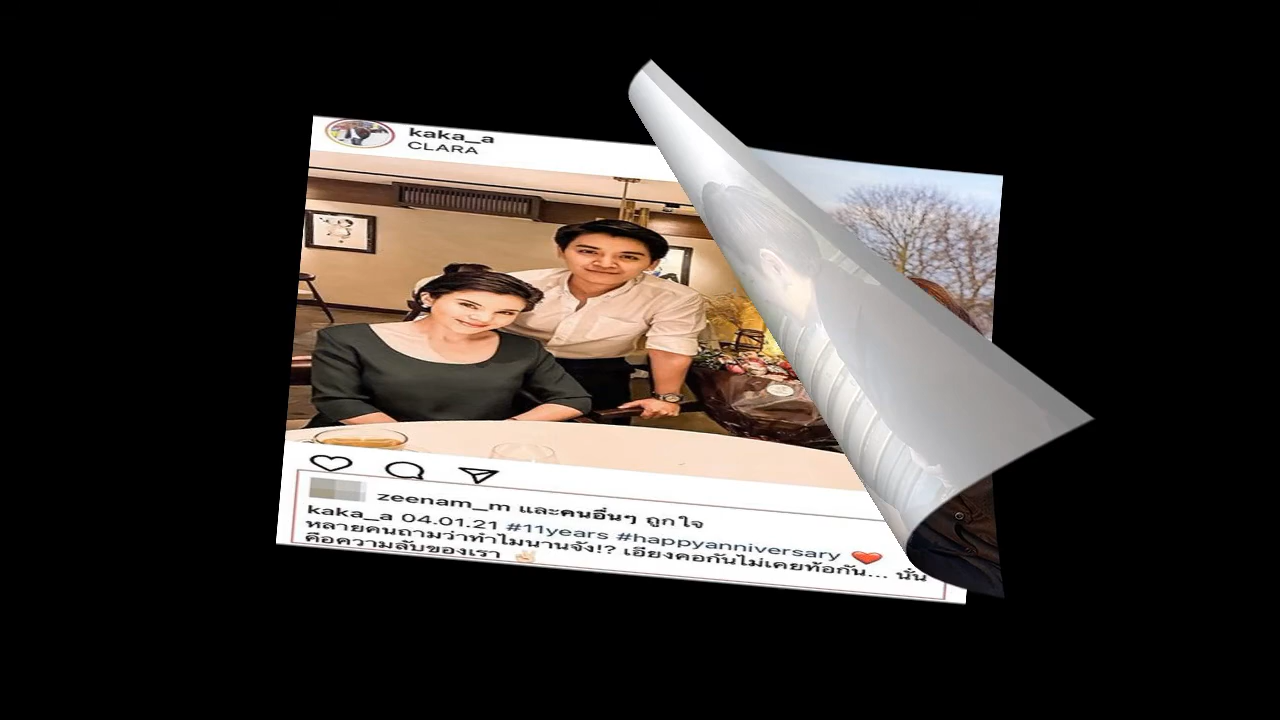 kaka_a
CLARA
zeenam_m และคนอื่นๆ ถูกใจ
kaka_a 04.01.21 #11years #happyanniversary ❤️
หลายคนถามว่าทำไมนานจัง!? เอียงคอกันไม่เคยท้อกัน... นั่น
คือความลับของเรา ✌🏻